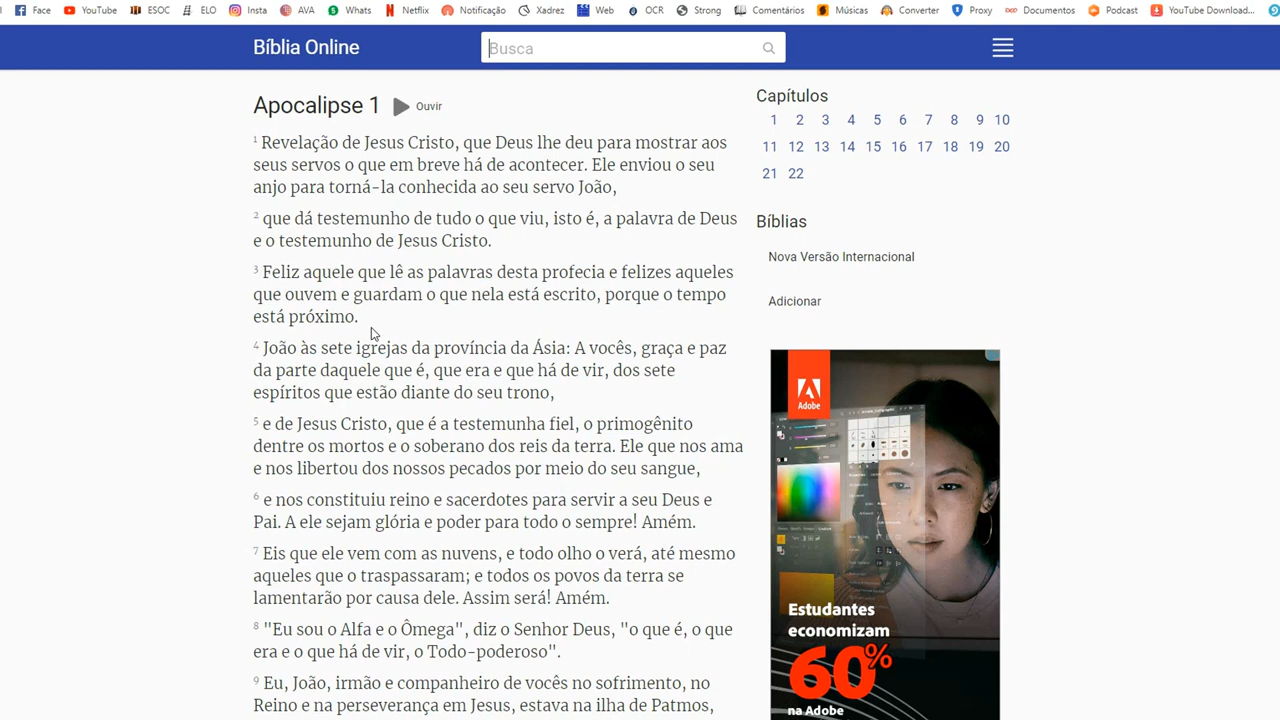 Face YouTube ESOC ELO Insta AVA Whats Netflix Notificação Xadrez Web OCR Strong Comentários Músicas Converter Proxy Documentos Podcast YouTube Download...
Bíblia Online
Busca
Apocalipse 1 Ouvir
1 Revelação de Jesus Cristo, que Deus lhe deu para mostrar aos
seus servos o que em breve há de acontecer. Ele enviou o seu
anjo para torná-la conhecida ao seu servo João,
2 que dá testemunho de tudo o que viu, isto é, a palavra de Deus
e o testemunho de Jesus Cristo.
3 Feliz aquele que lê as palavras desta profecia e felizes aqueles
que ouvem e guardam o que nela está escrito, porque o tempo
está próximo.
4 João às sete igrejas da província da Ásia: A vocês, graça e paz
da parte daquele que é, que era e que há de vir, dos sete
espíritos que estão diante do seu trono,
5 e de Jesus Cristo, que é a testemunha fiel, o primogênito
dentre os mortos e o soberano dos reis da terra. Ele que nos ama
e nos libertou dos nossos pecados por meio do seu sangue,
6 e nos constituiu reino e sacerdotes para servir a seu Deus e
Pai. A ele sejam glória e poder para todo o sempre! Amém.
7 Eis que ele vem com as nuvens, e todo olho o verá, até mesmo
aqueles que o traspassaram; e todos os povos da terra se
lamentarão por causa dele. Assim será! Amém.
8 "Eu sou o Alfa e o Ômega", diz o Senhor Deus, "o que é, o que
era e o que há de vir, o Todo-poderoso".
9 Eu, João, irmão e companheiro de vocês no sofrimento, no
Reino e na perseverança em Jesus, estava na ilha de Patmos,
Capítulos
1 2 3 4 5 6 7 8 9 10
11 12 13 14 15 16 17 18 19 20
21 22
Bíblias
Nova Versão Internacional
Adicionar
Adobe
Estudantes
economizam
60%
na Adobe